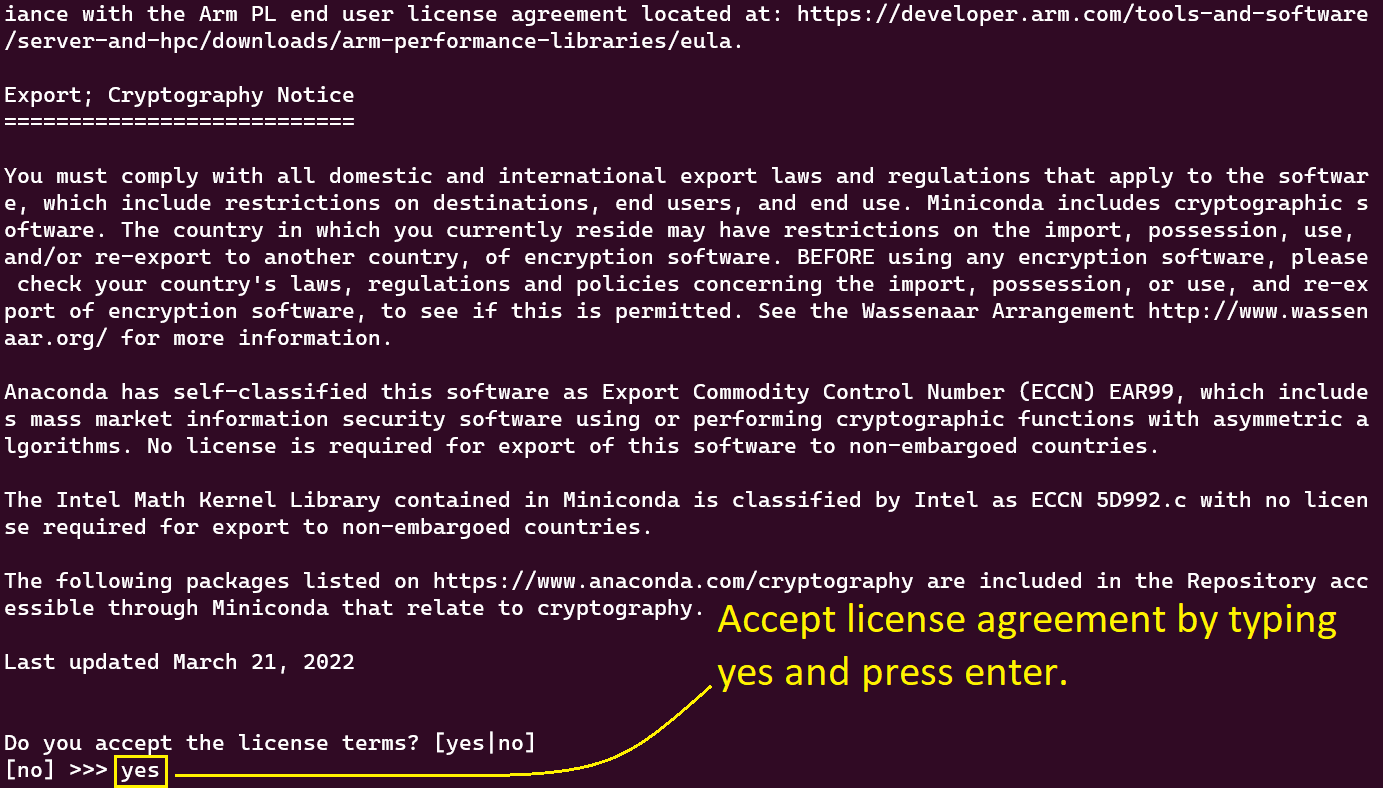 iance with the Arm PL end user license agreement located at: https://developer.arm.com/tools-and-software
/server-and-hpc/downloads/arm-performance-libraries/eula.
Export; Cryptography Notice
===========================
You must comply with all domestic and international export laws and regulations that apply to the softwar
e, which include restrictions on destinations, end users, and end use. Miniconda includes cryptographic s
oftware. The country in which you currently reside may have restrictions on the import, possession, use,
and/or re-export to another country, of encryption software. BEFORE using any encryption software, please
 check your country's laws, regulations and policies concerning the import, possession, or use, and re-ex
port of encryption software, to see if this is permitted. See the Wassenaar Arrangement http://www.wassen
aar.org/ for more information.
Anaconda has self-classified this software as Export Commodity Control Number (ECCN) EAR99, which include
s mass market information security software using or performing cryptographic functions with asymmetric a
lgorithms. No license is required for export of this software to non-embargoed countries.
The Intel Math Kernel Library contained in Miniconda is classified by Intel as ECCN 5D992.c with no licen
se required for export to non-embargoed countries.
The following packages listed on https://www.anaconda.com/cryptography are included in the Repository acc
essible through Miniconda that relate to cryptography.
Accept license agreement by typing
yes and press enter.
Last updated March 21, 2022
Do you accept the license terms? [yes|no]
[no] >>> yes